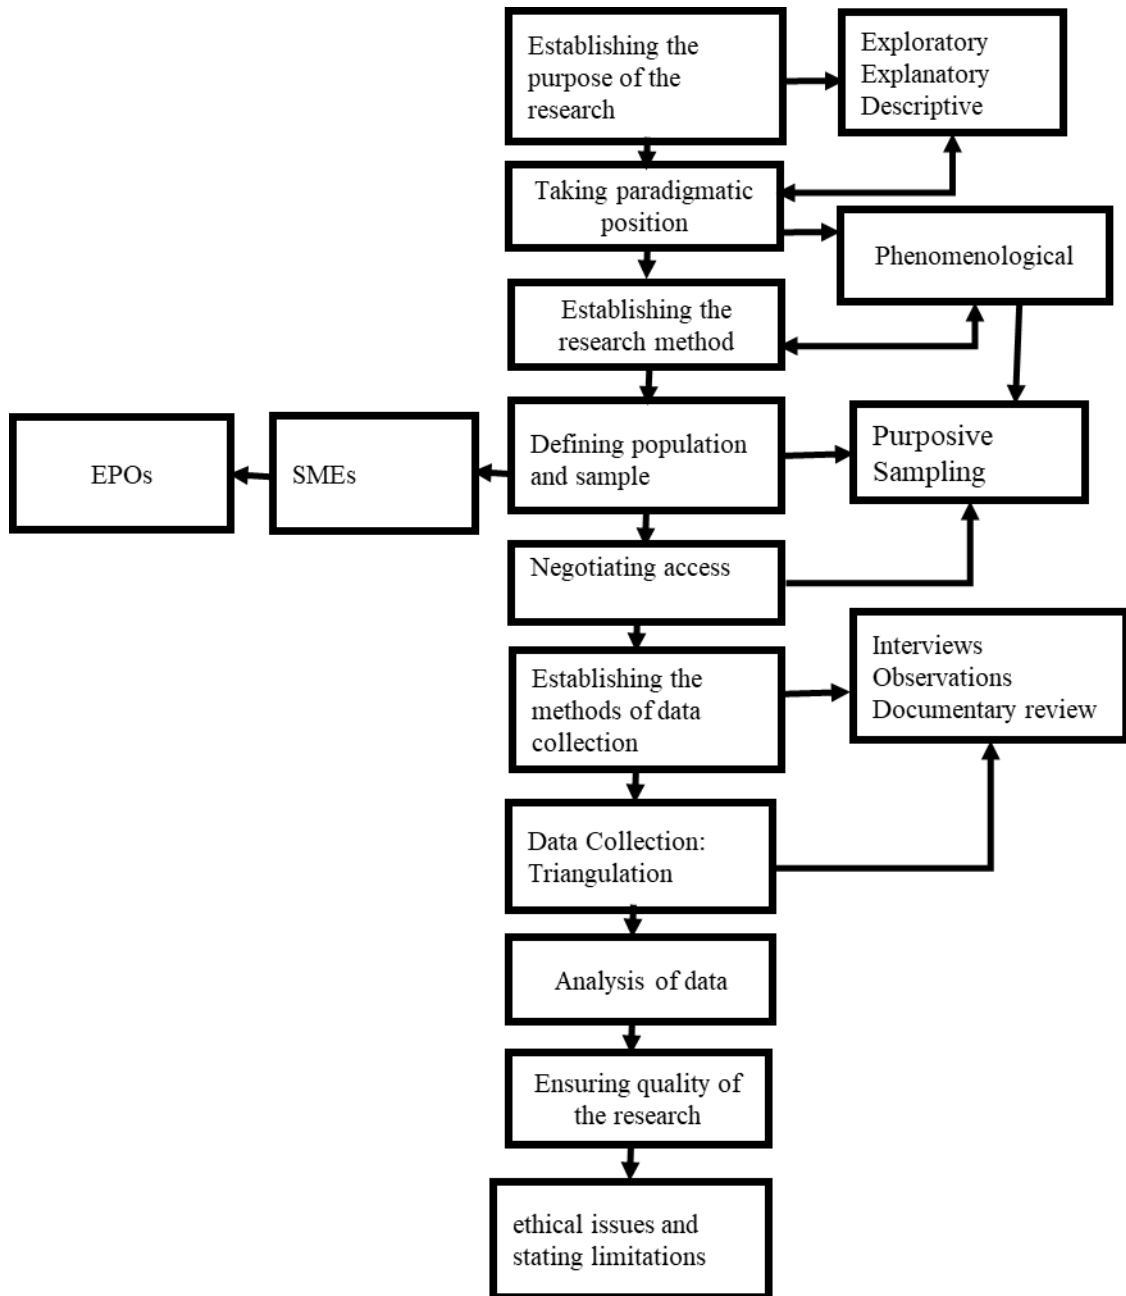 Establishing the
purpose of the
research
Exploratory
Explanatory
Descriptive
Taking paradigmatic
position
Phenomenological
Establishing the
research method
EPOs
SMEs
Defining population
and sample
Purposive
Sampling
Negotiating access
Establishing the
methods of data
collection
Interviews
Observations
Documentary review
Data Collection:
Triangulation
Analysis of data
Ensuring quality of
the research
ethical issues and
stating limitations